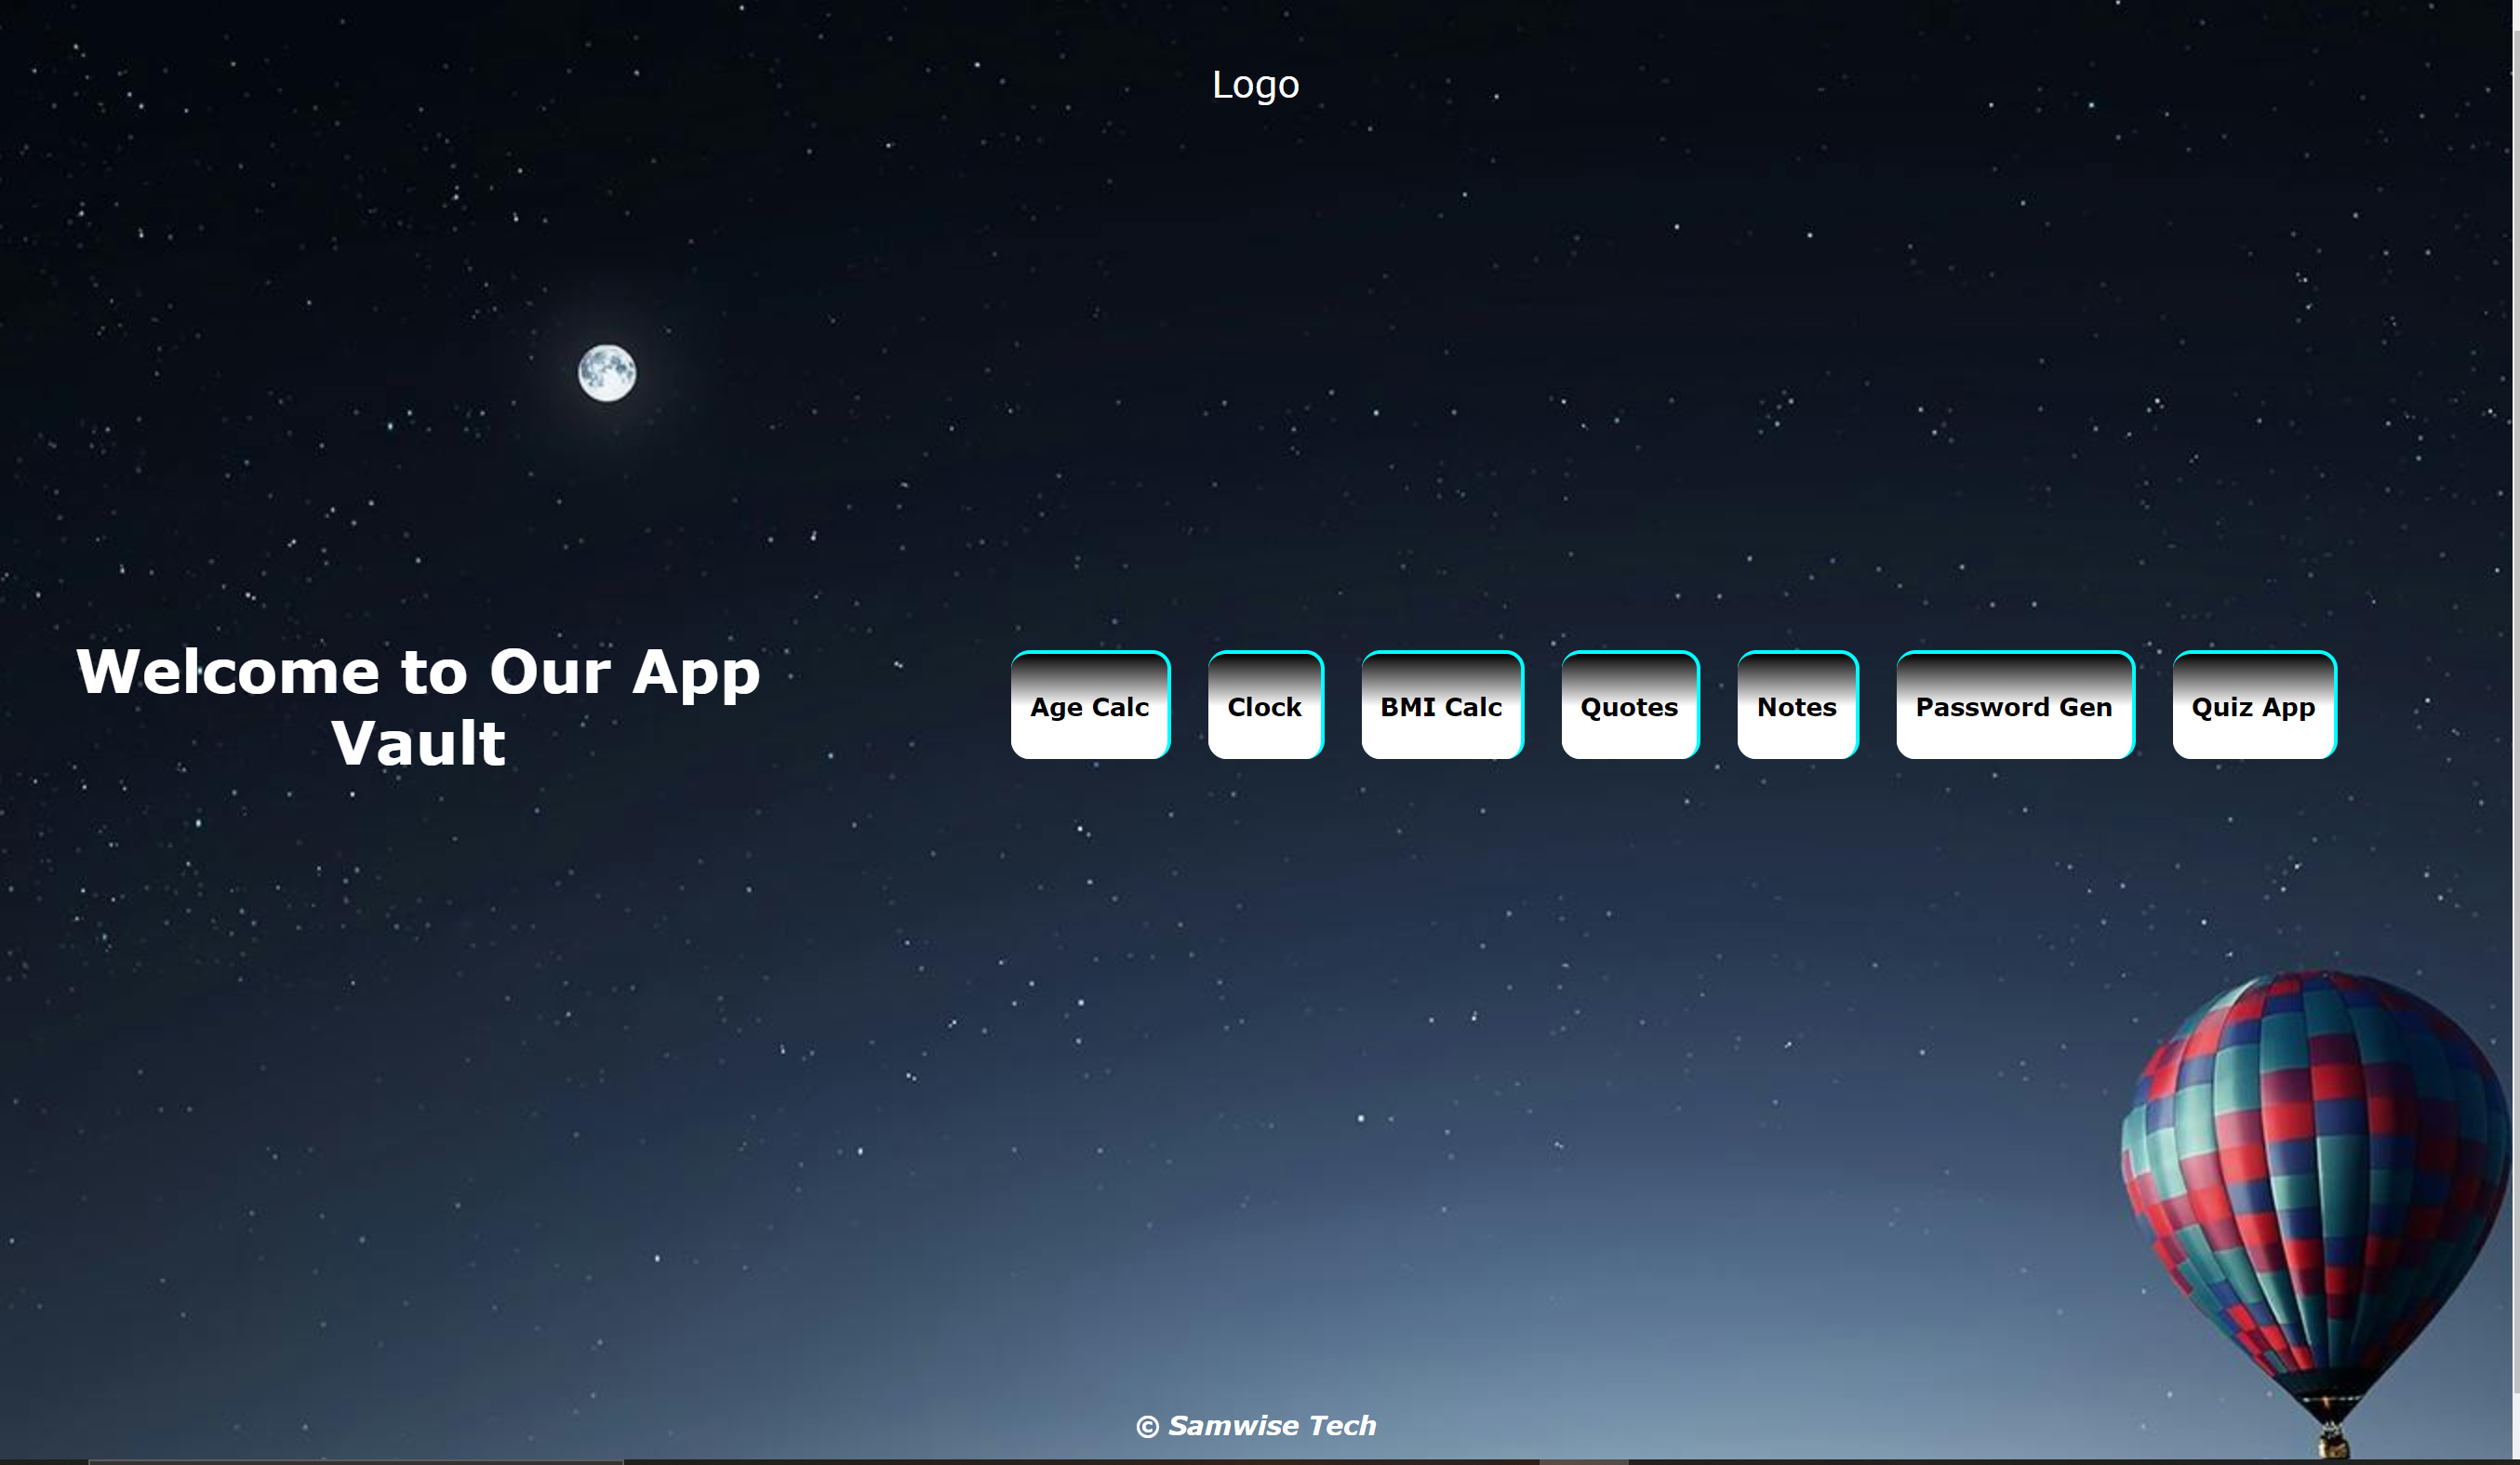 Logo
Welcome to Our App
Vault
Age Calc
Clock
BMI Calc
Quotes
Notes
Password Gen
Quiz App
© Samwise Tech